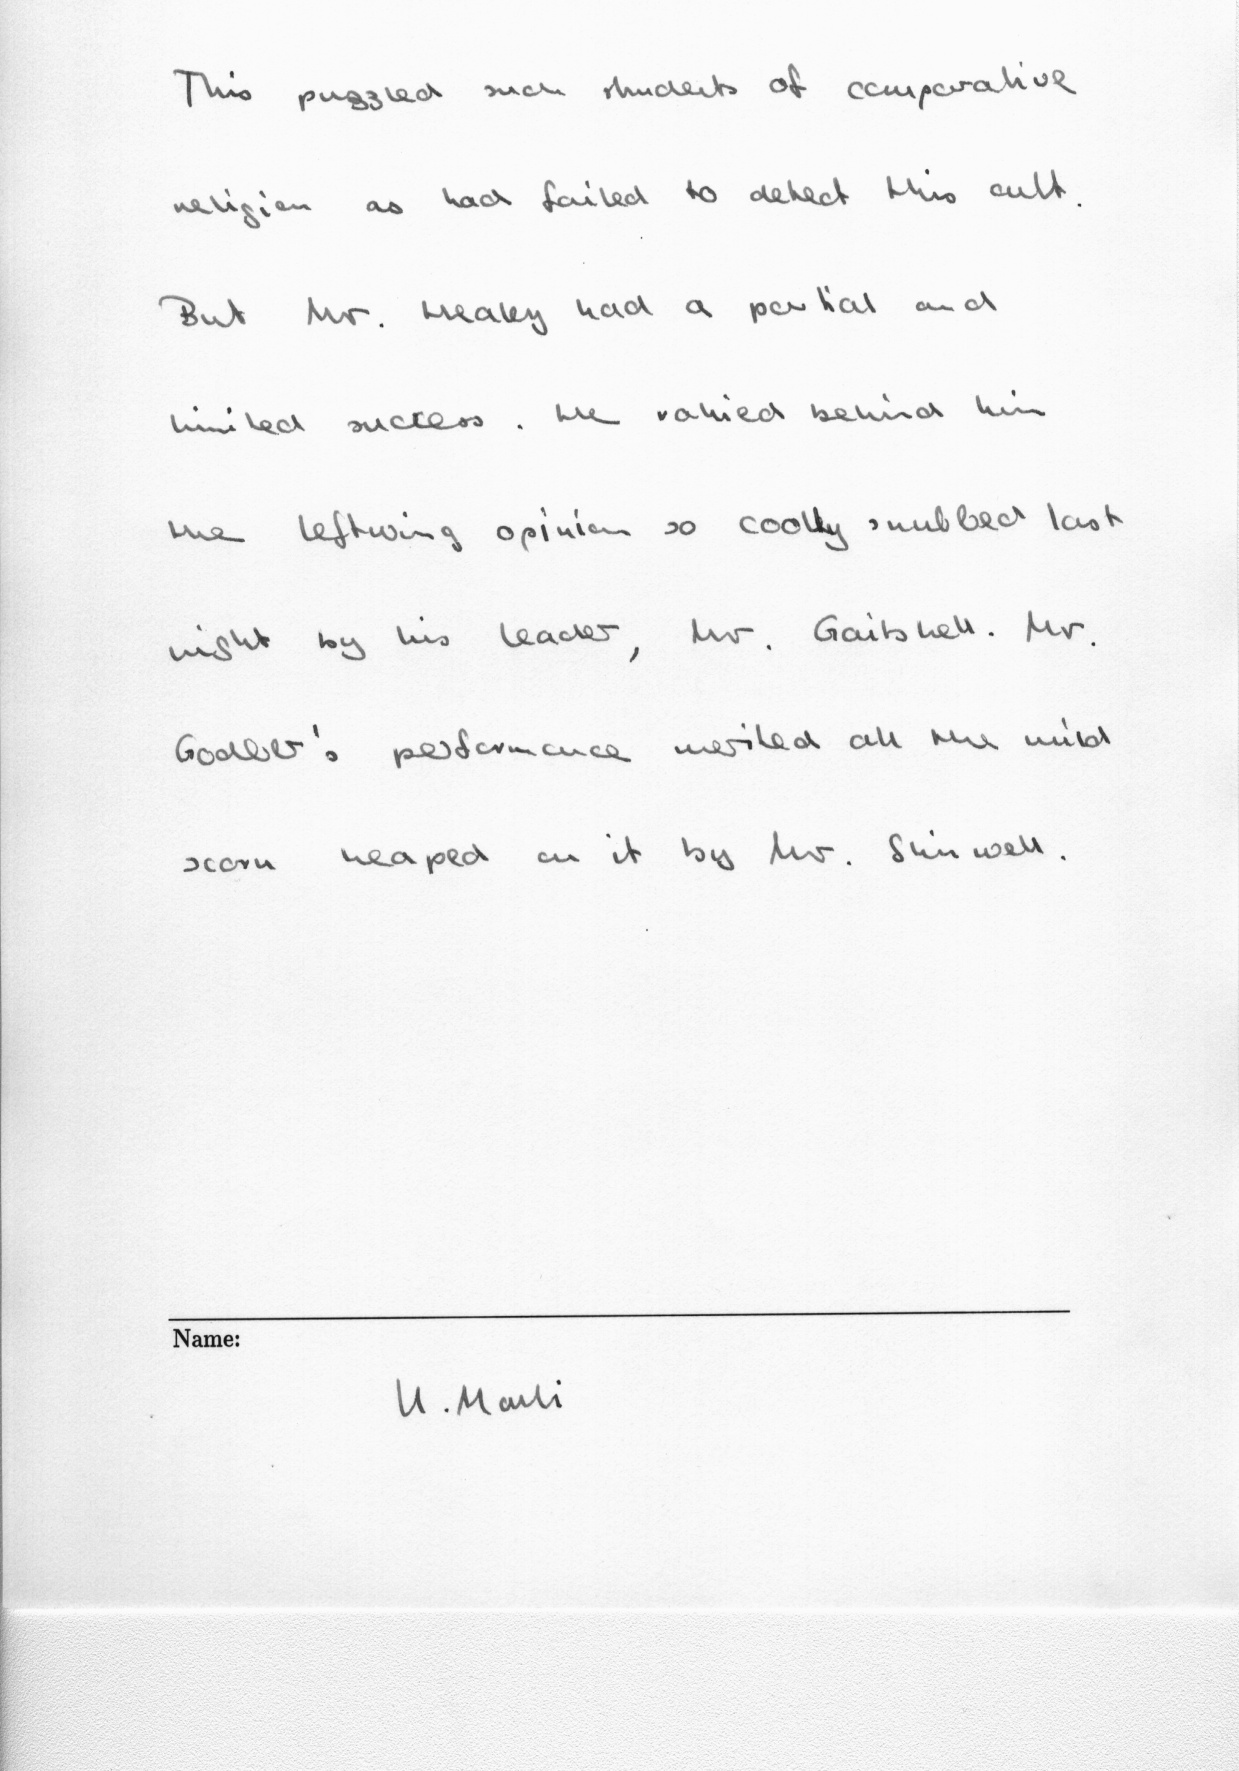 This puzzled such students of comparative
religion as had failed to detect this cult.
But Mr. Healey had a partial and
limited success. He rallied behind him
the leftwing opinion so coolly snubbed last
night by his leader, Mr. Gaitskell. Mr.
Godber's performance merited all the mild
scorn heaped on it by Mr. Shinwell.
Name:
U. Marti